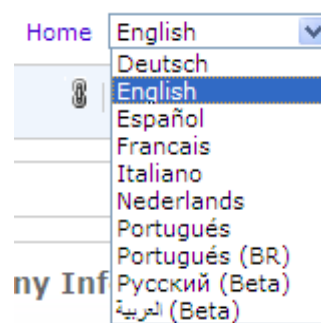 Home English
Deutsch
English
Español
Francais
Italiano
Nederlands
Portugués
Portugués (BR)
ny Inf
Русский (Beta)
العربية (Beta)